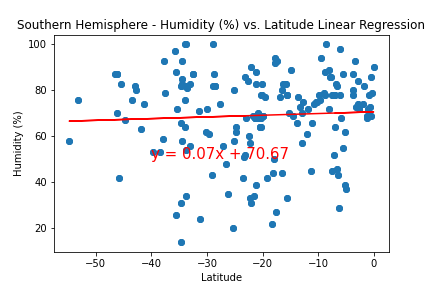 Southern Hemisphere - Humidity (%) vs. Latitude Linear Regression
100
80
60
40
20
Humidity (%)
y = 0.07x + 70.67
−50
−40
−30
−20
−10
0
Latitude